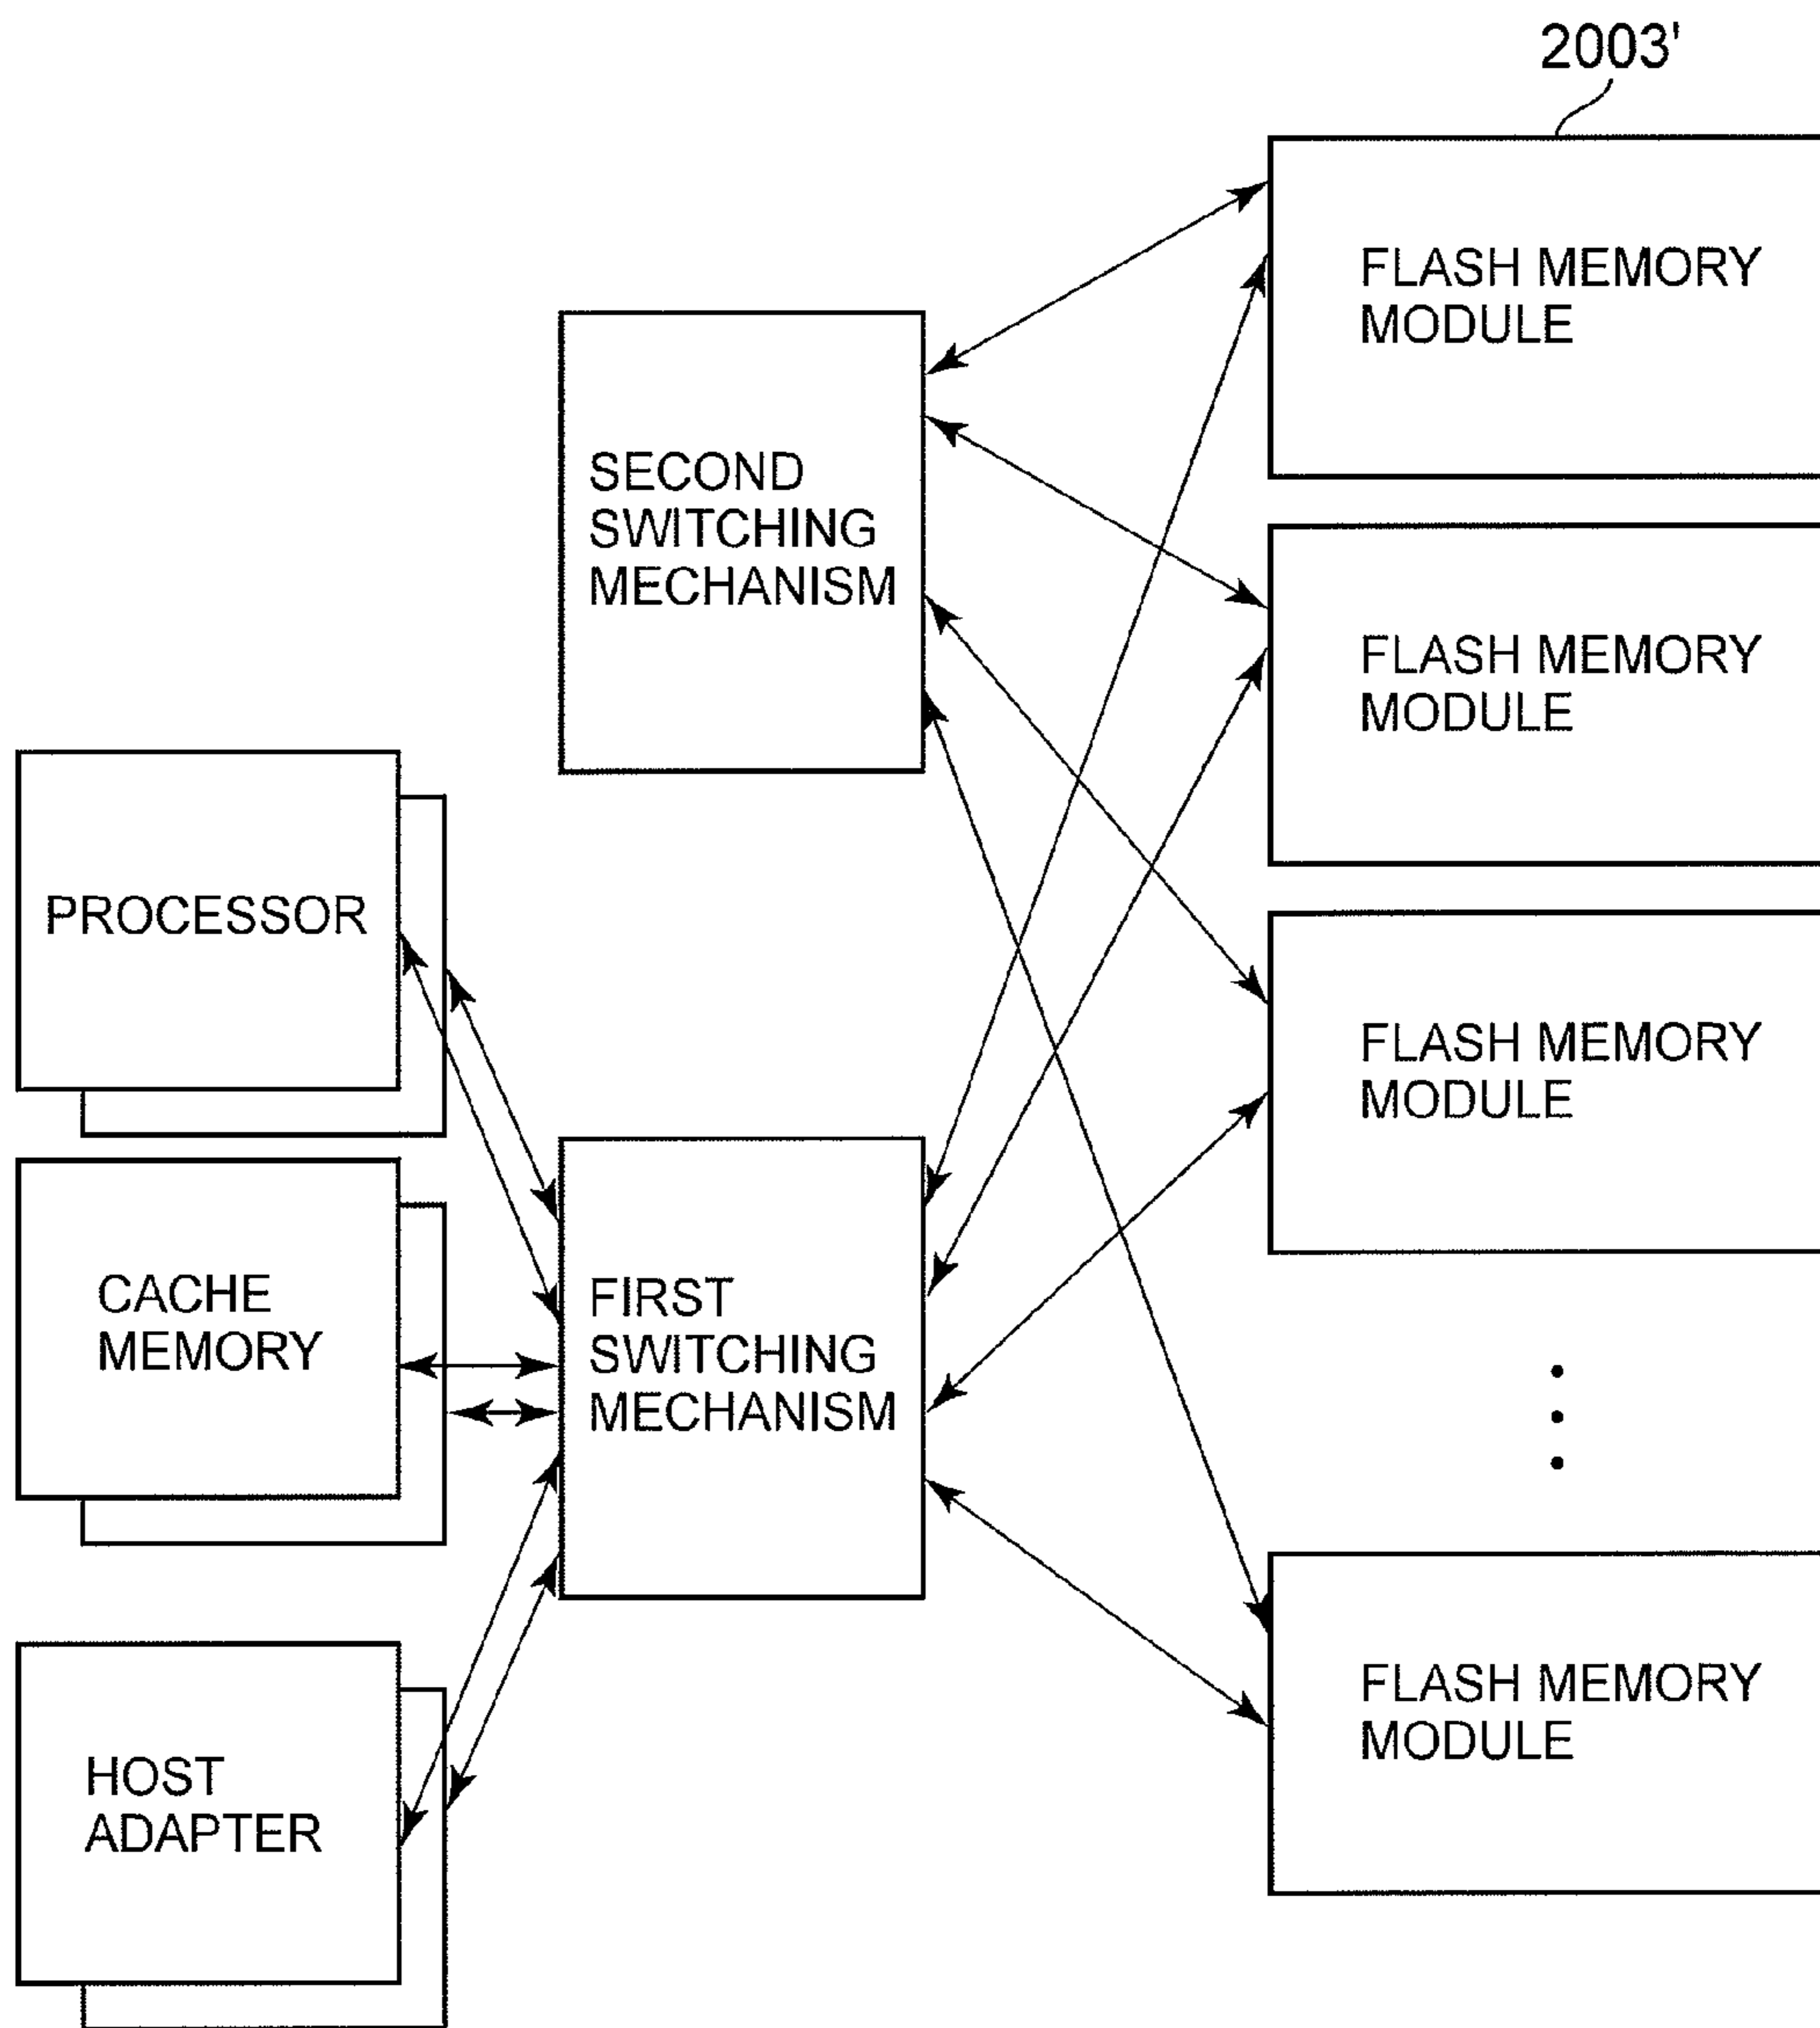 2003'
FLASH MEMORY
MODULE
SECOND
SWITCHING
MECHANISM
FLASH MEMORY
MODULE
PROCESSOR
FLASH MEMORY
MODULE
CACHE
MEMORY
FIRST
SWITCHING
MECHANISM
FLASH MEMORY
MODULE
HOST
ADAPTER